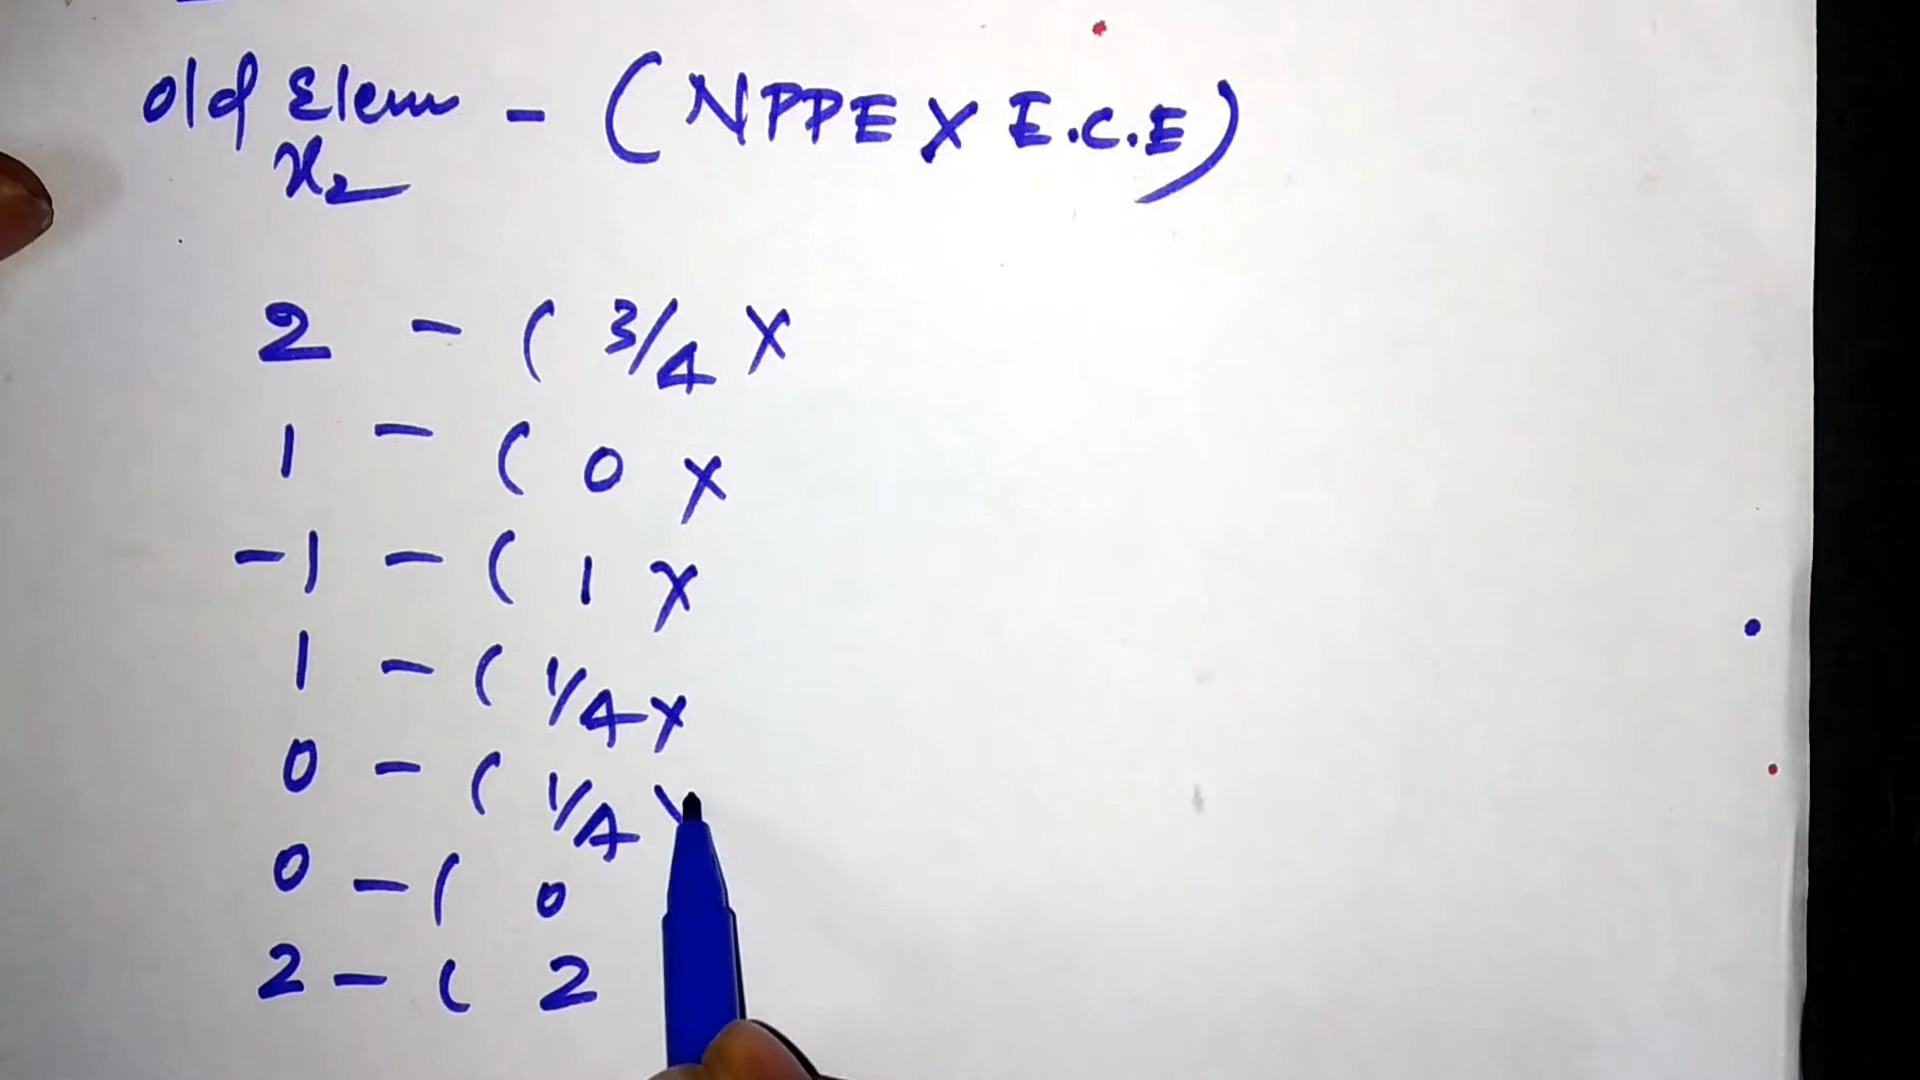 old Elem - ( NPPE X E.C.E )
x₂
2 - ( 3/4 X
1 - ( 0 X
-1 - ( 1 X
1 - ( 1/4 X
0 - ( 1/4 X
0 - ( 0
2 - ( 2